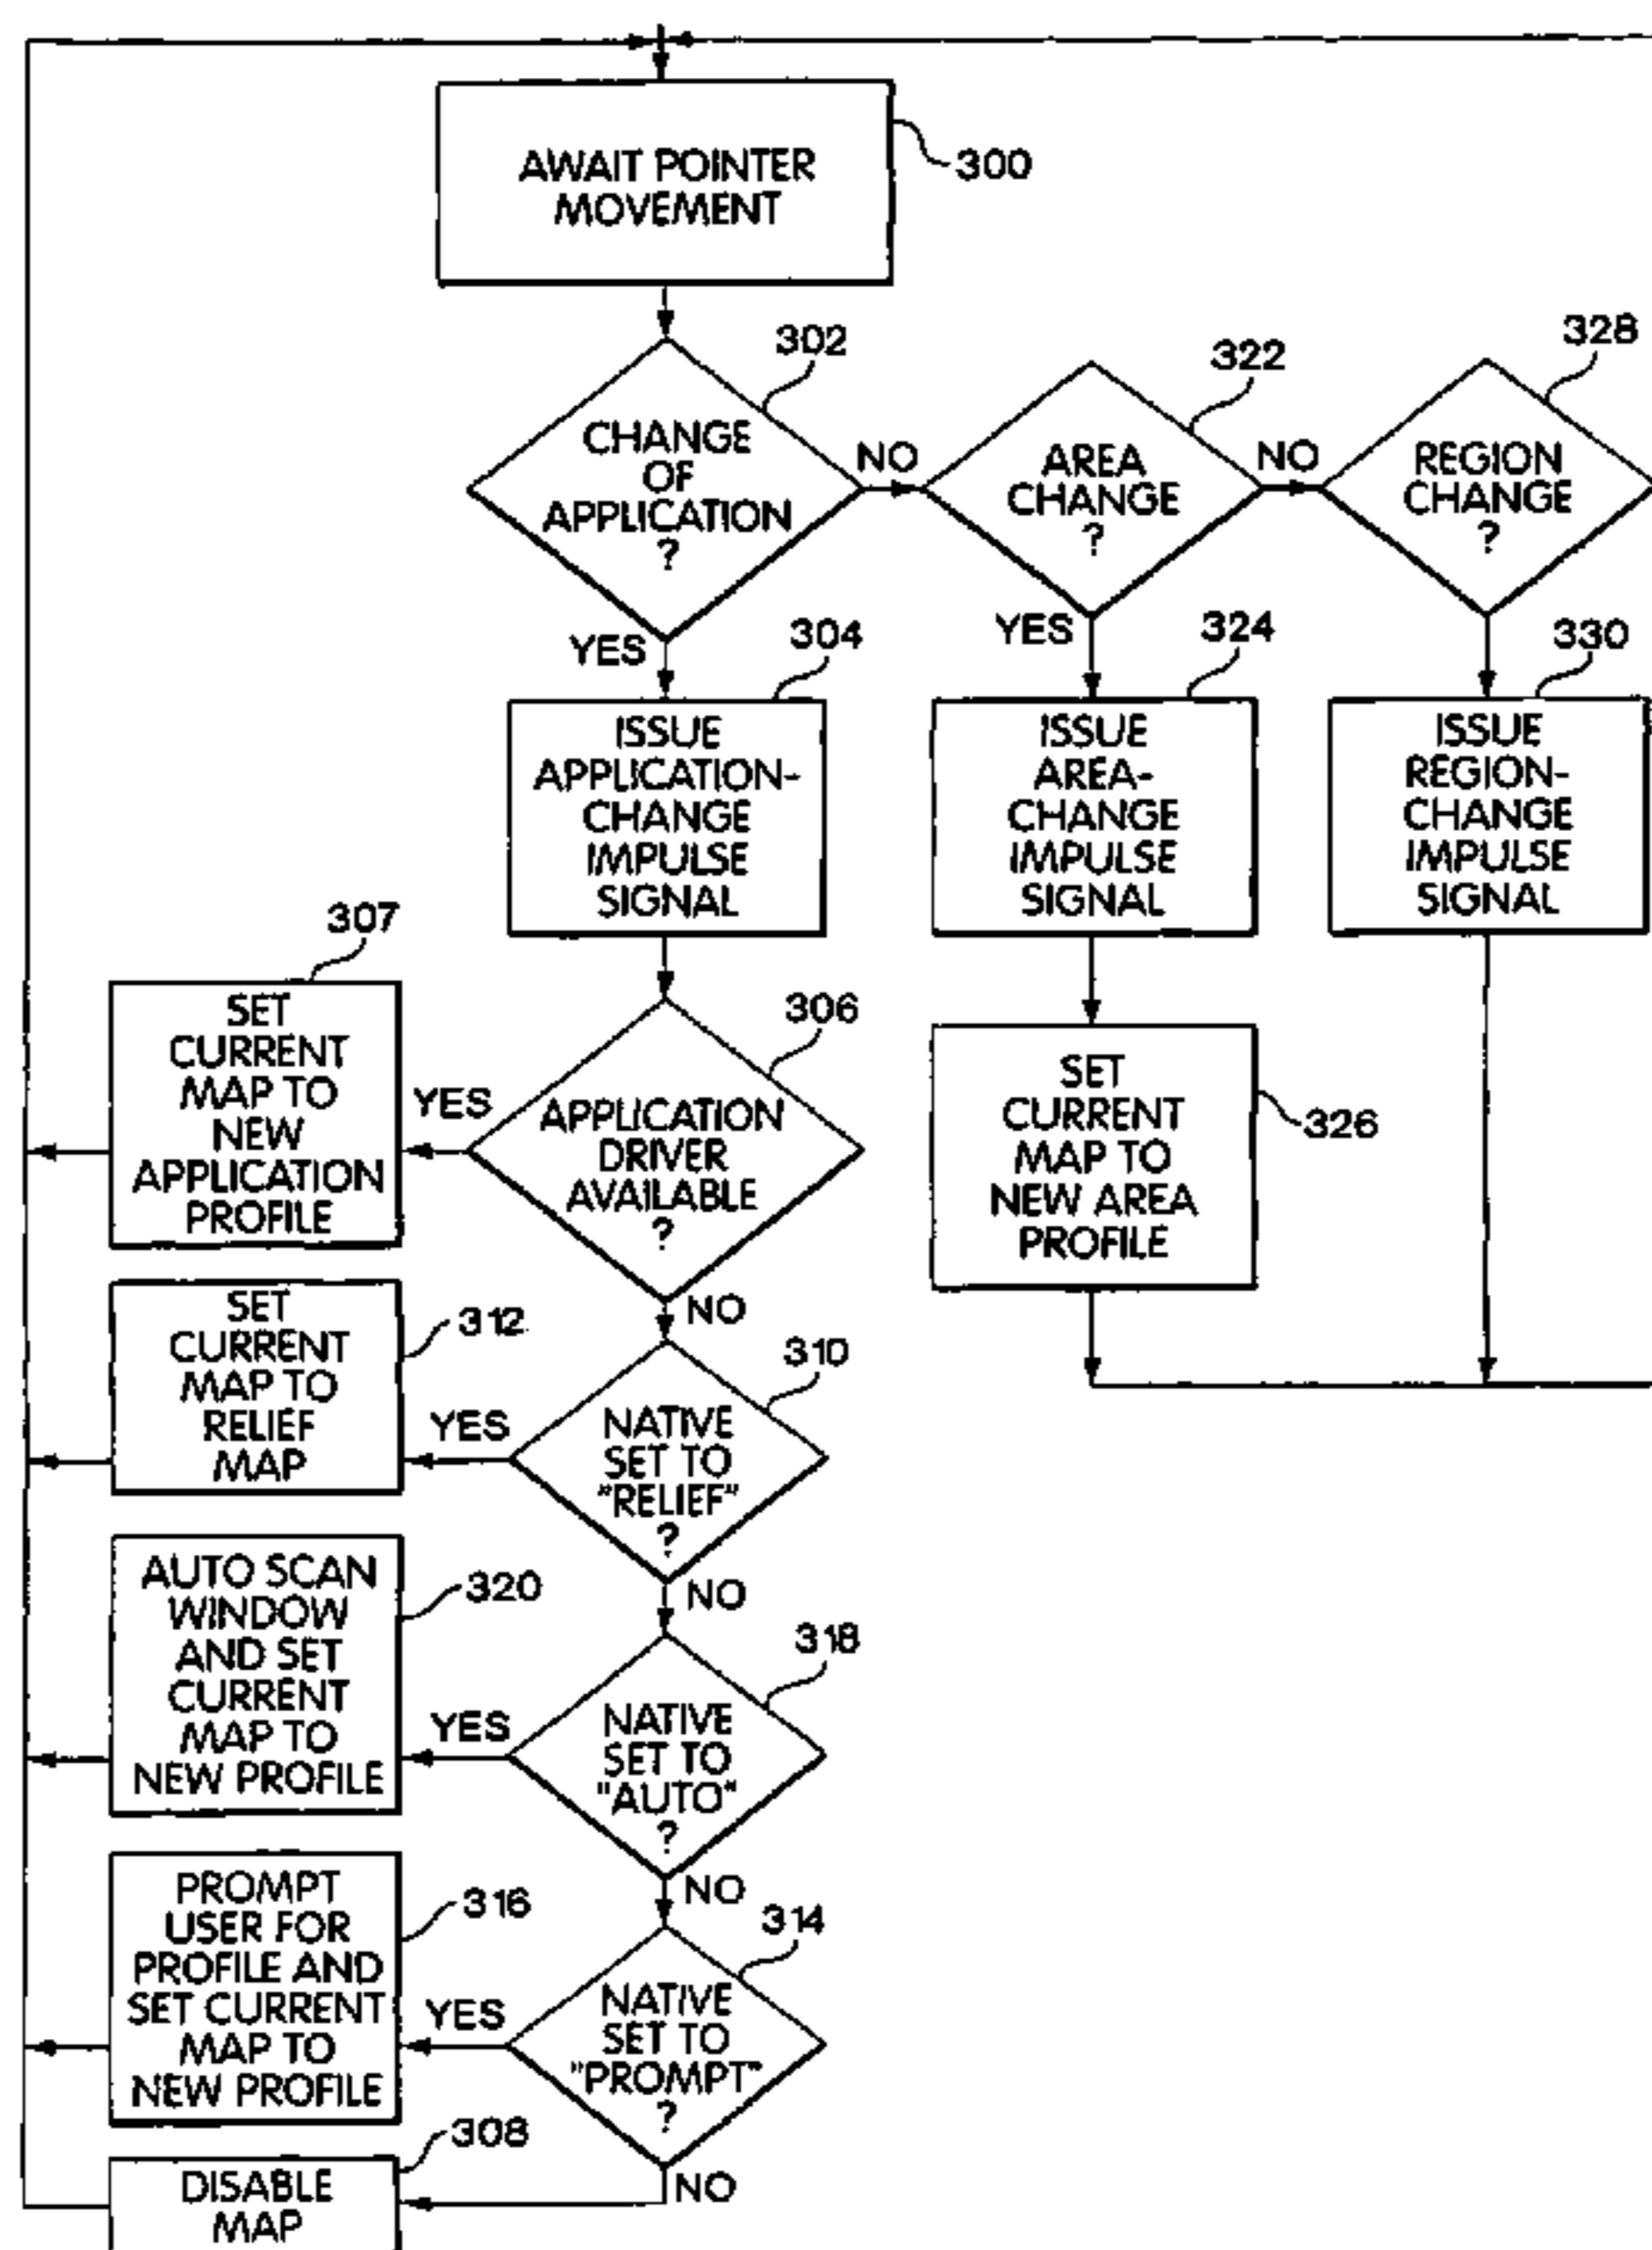 AWAIT POINTER
MOVEMENT
300
302
CHANGE
OF
APPLICATION
?
NO
322
AREA
CHANGE
?
NO
328
REGION
CHANGE
?
YES
304
ISSUE
APPLICATION-
CHANGE
IMPULSE
SIGNAL
YES
324
ISSUE
AREA-
CHANGE
IMPULSE
SIGNAL
330
ISSUE
REGION-
CHANGE
IMPULSE
SIGNAL
307
SET
CURRENT
MAP TO
NEW
APPLICATION
PROFILE
YES
306
APPLICATION
DRIVER
AVAILABLE
?
NO
SET
CURRENT
MAP TO
NEW AREA
PROFILE
326
SET
CURRENT
MAP TO
RELIEF
MAP
312
YES
310
NATIVE
SET TO
"RELIEF"
?
NO
AUTO SCAN
WINDOW
AND SET
CURRENT
MAP TO
NEW PROFILE
320
YES
318
NATIVE
SET TO
"AUTO"
?
NO
PROMPT
USER FOR
PROFILE AND
SET CURRENT
MAP TO
NEW PROFILE
316
YES
314
NATIVE
SET TO
"PROMPT"
?
NO
308
DISABLE
MAP